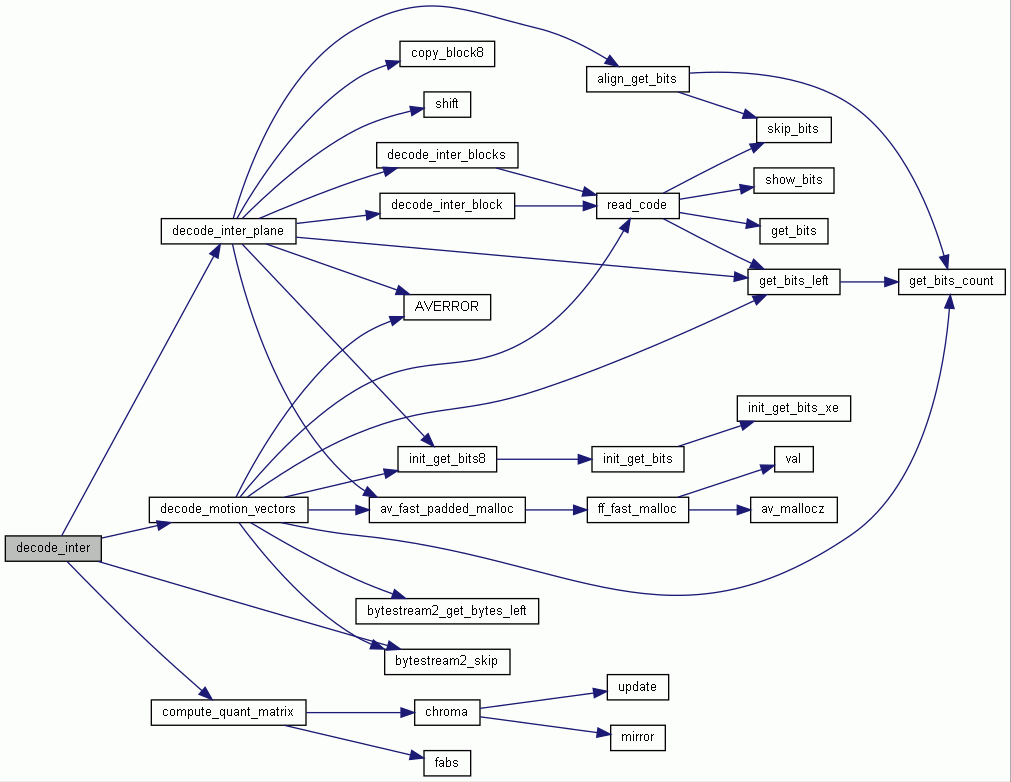 copy_block8
align_get_bits
shift
skip_bits
decode_inter_blocks
show_bits
decode_inter_block
read_code
decode_inter_plane
get_bits
get_bits_left
get_bits_count
AVERROR
init_get_bits_xe
init_get_bits8
init_get_bits
val
decode_motion_vectors
av_fast_padded_malloc
ff_fast_malloc
av_mallocz
decode_inter
bytestream2_get_bytes_left
bytestream2_skip
update
compute_quant_matrix
chroma
mirror
fabs